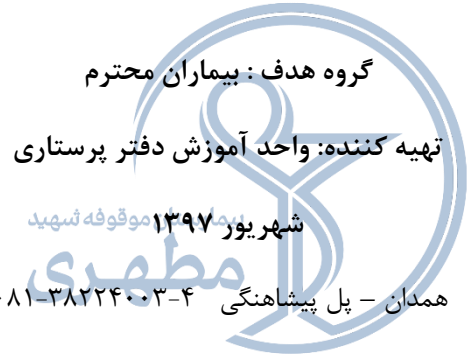 گروه هدف : بیماران محترم
تهیه کننده: واحد آموزش دفتر پرستاری
شهریور ۱۳۹۷
موقوفه شهید
مطهری
همدان – پل پیشاهنگی ۴-۳۸۲۲۴۰۰۳-۰۸۱